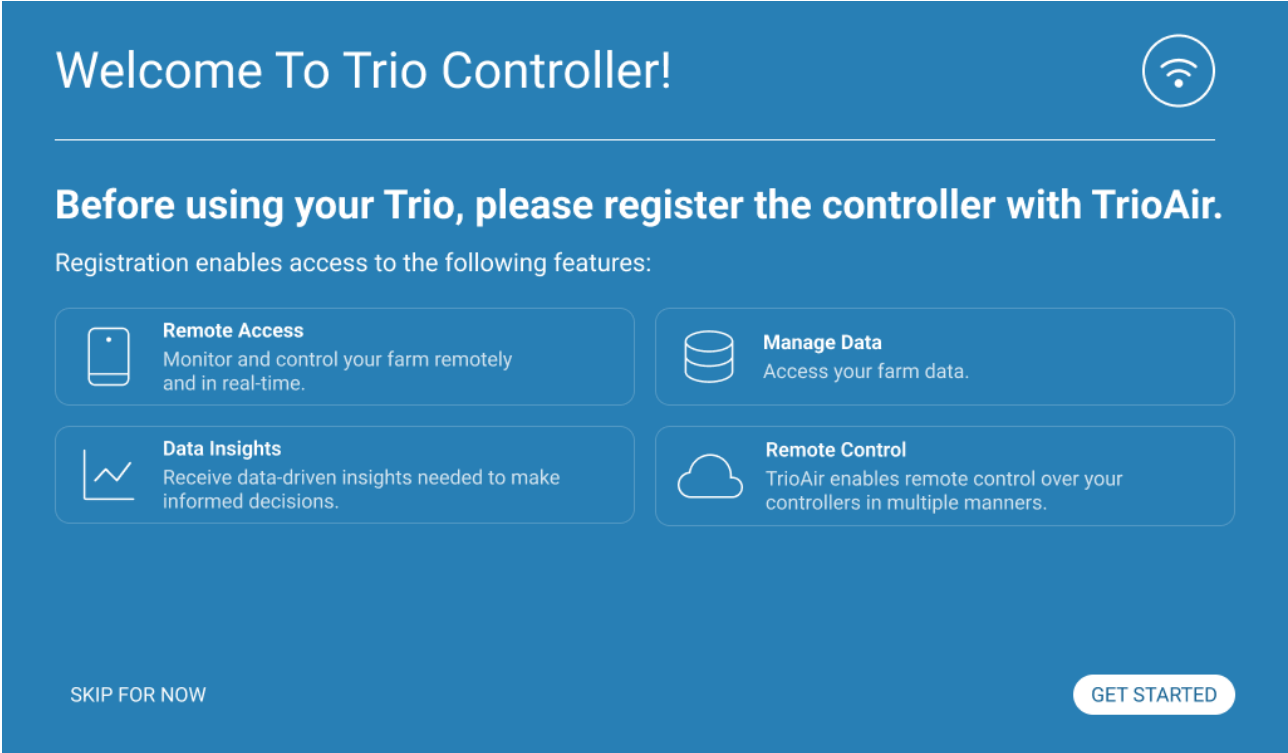 Welcome To Trio Controller!
Before using your Trio, please register the controller with TrioAir.
Registration enables access to the following features:
Remote Access
Monitor and control your farm remotely
and in real-time.
Manage Data
Access your farm data.
Data Insights
Receive data-driven insights needed to make
informed decisions.
Remote Control
TrioAir enables remote control over your
controllers in multiple manners.
SKIP FOR NOW
GET STARTED